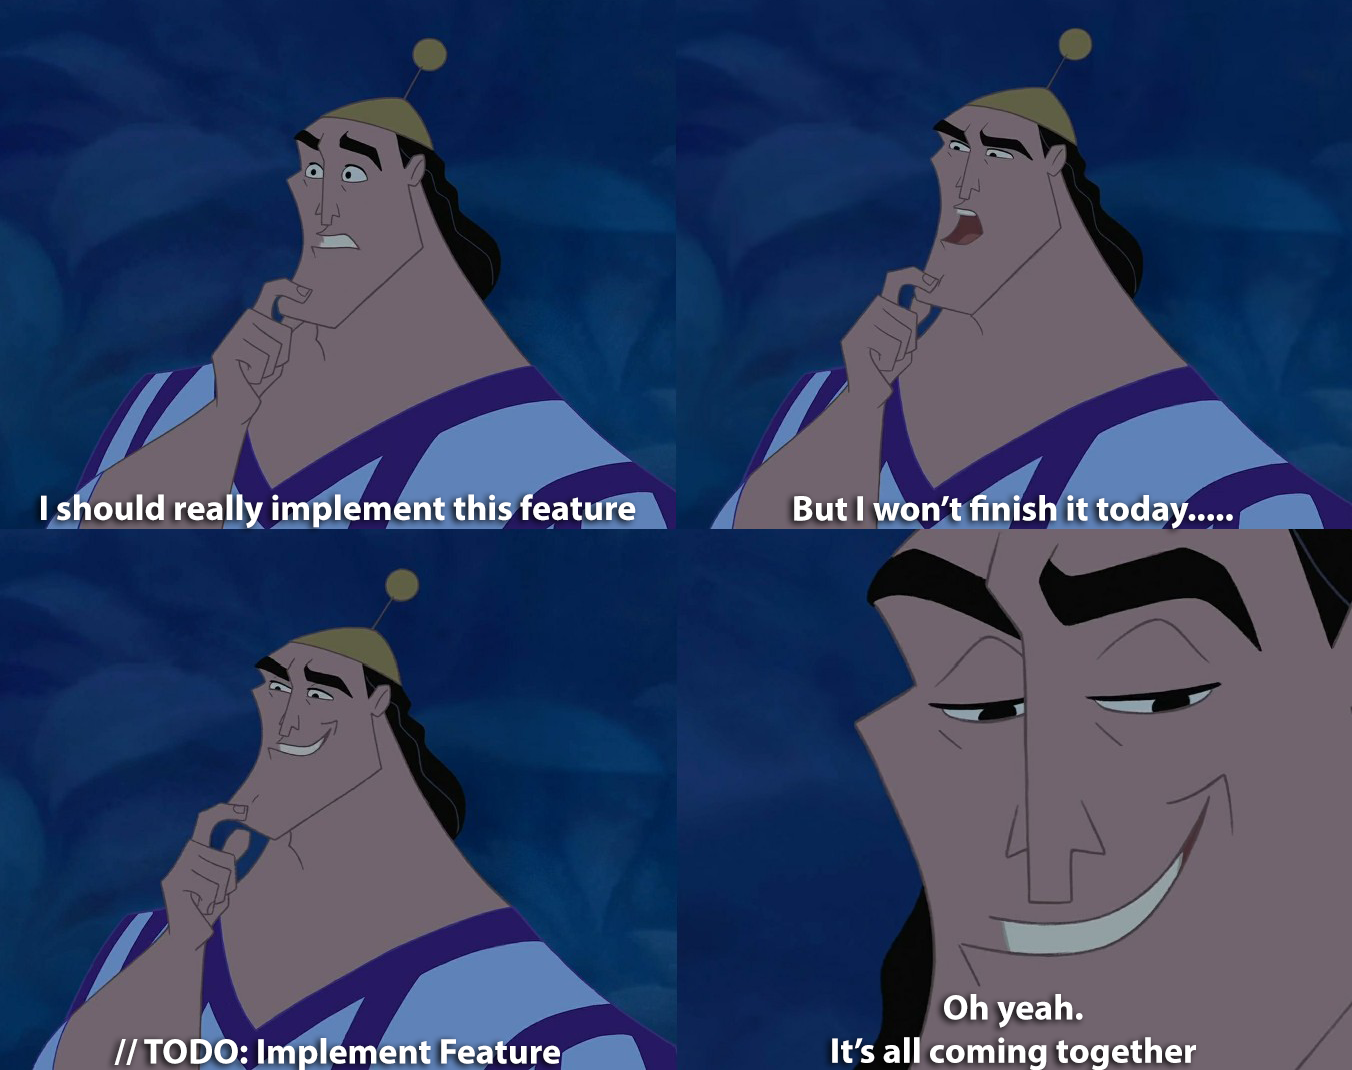 I should really implement this feature
But I won’t finish it today.....
// TODO: Implement Feature
Oh yeah.
It’s all coming together